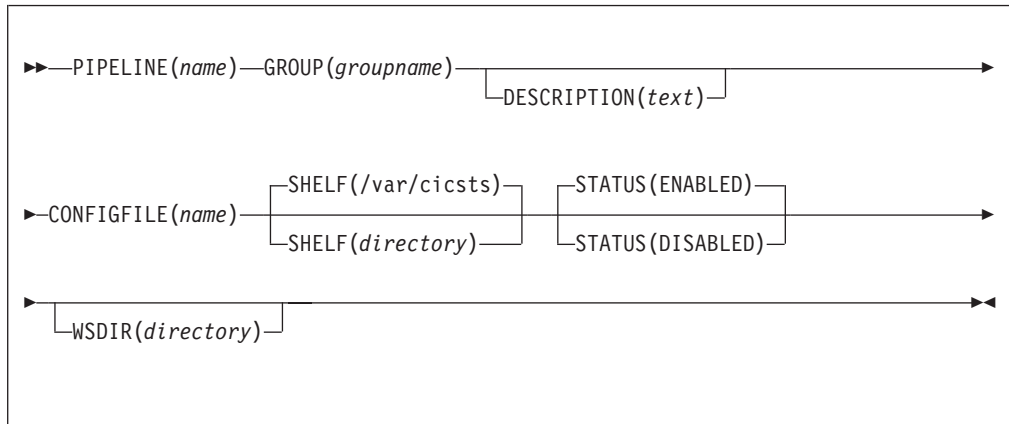 PIPELINE(name) GROUP(groupname)
DESCRIPTION(text)
SHELF(/var/cicsts) STATUS(ENABLED)
CONFIGFILE(name)
SHELF(directory) STATUS(DISABLED)
WSDIR(directory)